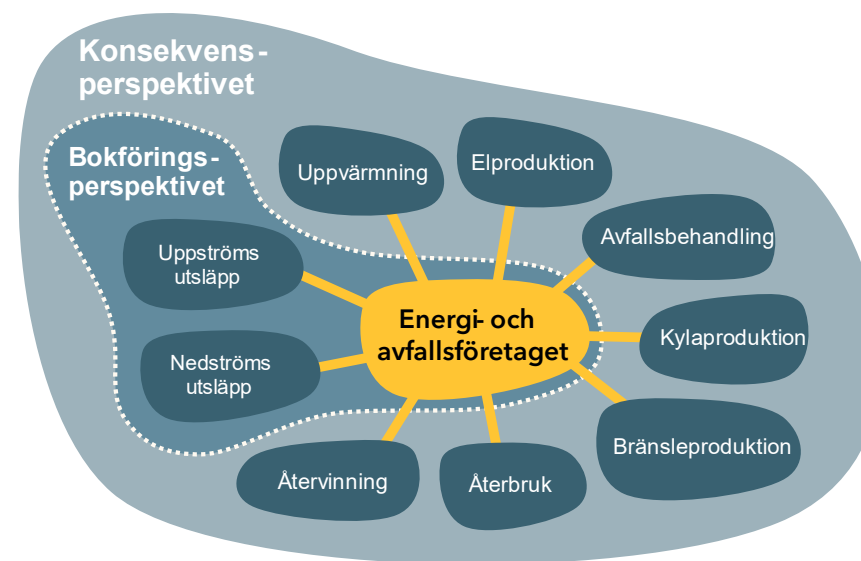 Konsekvens-
perspektivet
Bokförings-
perspektivet
Uppvärmning
Elproduktion
Avfallsbehandling
Uppströms
utsläpp
Energi- och
avfallsföretaget
Kylaproduktion
Nedströms
utsläpp
Bränsleproduktion
Återvinning
Återbruk